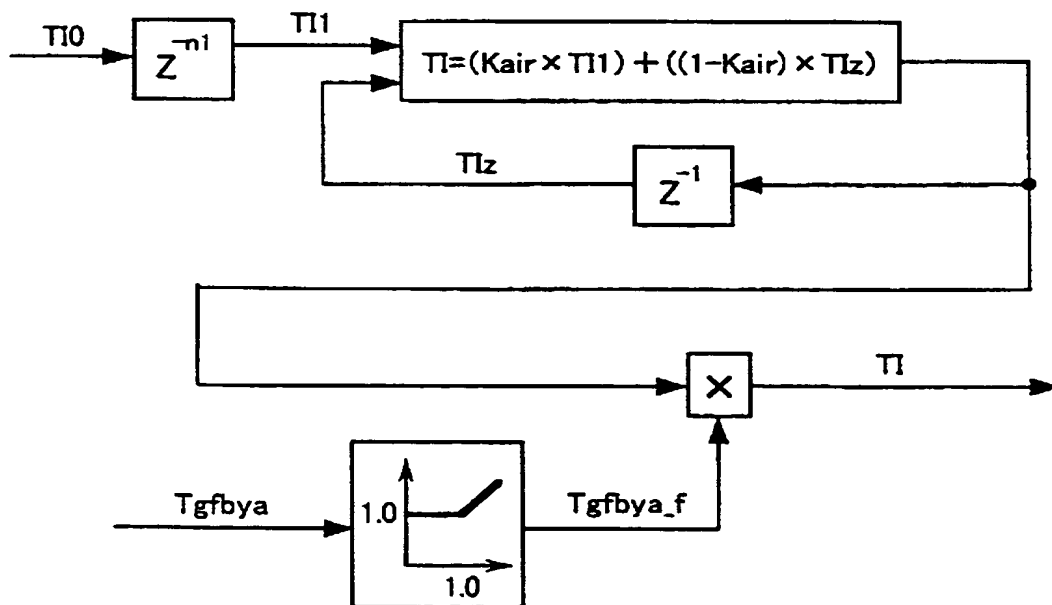 TI0
Z^-n1
TI1
TI=(Kair×TI1)+((1-Kair)×TIz)
TIz
Z^-1
×
TI
Tgfbya
1.0
1.0
Tgfbya_f